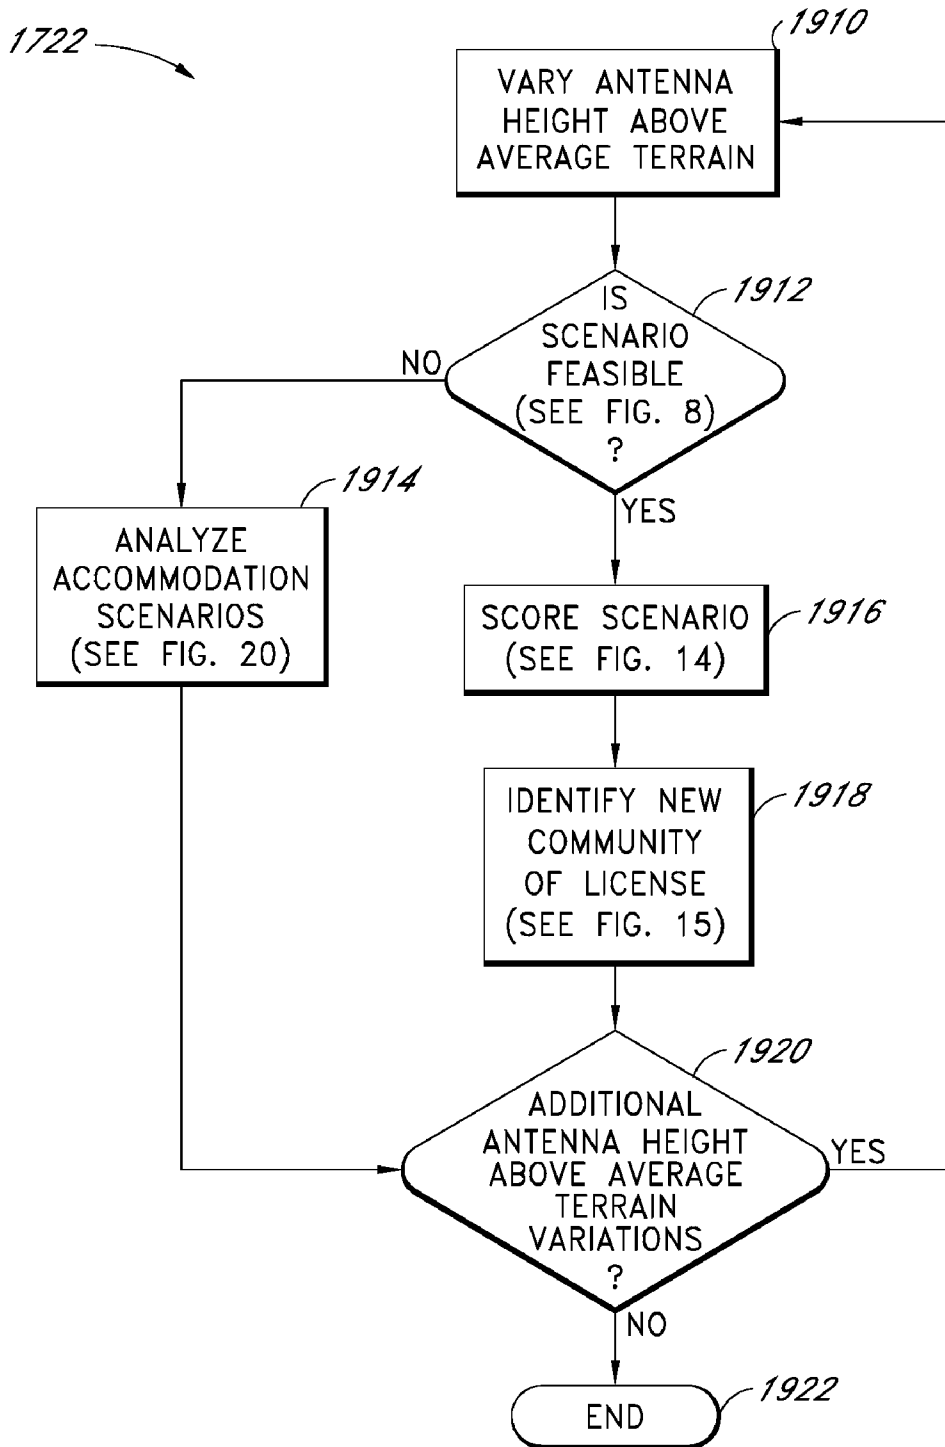 1722
1910
VARY ANTENNA
HEIGHT ABOVE
AVERAGE TERRAIN
1912
IS
SCENARIO
FEASIBLE
(SEE FIG. 8)
?
NO
YES
1914
ANALYZE
ACCOMMODATION
SCENARIOS
(SEE FIG. 20)
1916
SCORE SCENARIO
(SEE FIG. 14)
1918
IDENTIFY NEW
COMMUNITY
OF LICENSE
(SEE FIG. 15)
1920
ADDITIONAL
ANTENNA HEIGHT
ABOVE AVERAGE
TERRAIN
VARIATIONS
?
YES
NO
1922
END